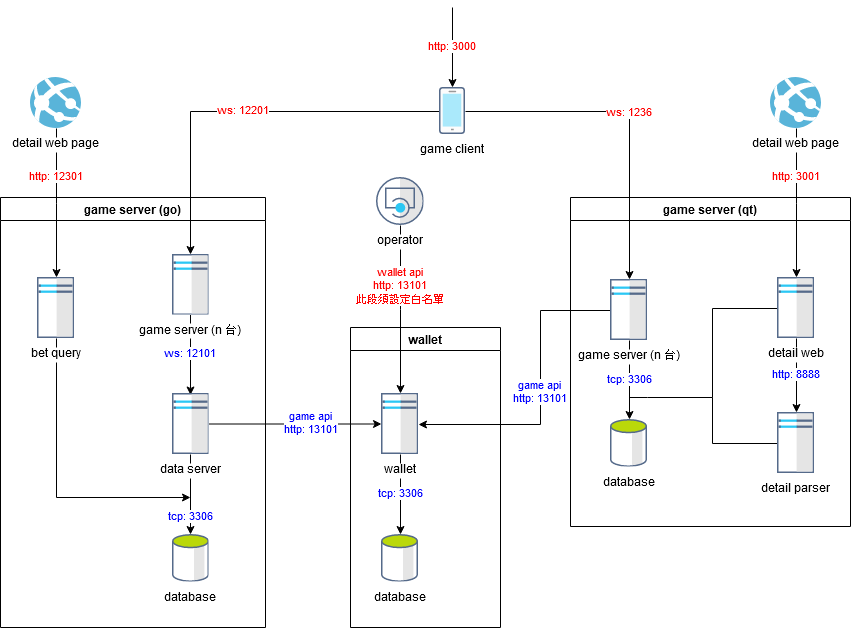 http: 3000
detail web page
game client
detail web page
ws: 12201
ws: 1236
http: 12301
http: 3001
game server (go)
operator
game server (qt)
wallet api
http: 13101
此段須設定白名單
game server (n 台)
bet query
ws: 12101
wallet
game server (n 台)
detail web
tcp: 3306
http: 8888
game api
http: 13101
game api
http: 13101
data server
wallet
database
detail parser
tcp: 3306
tcp: 3306
database
database